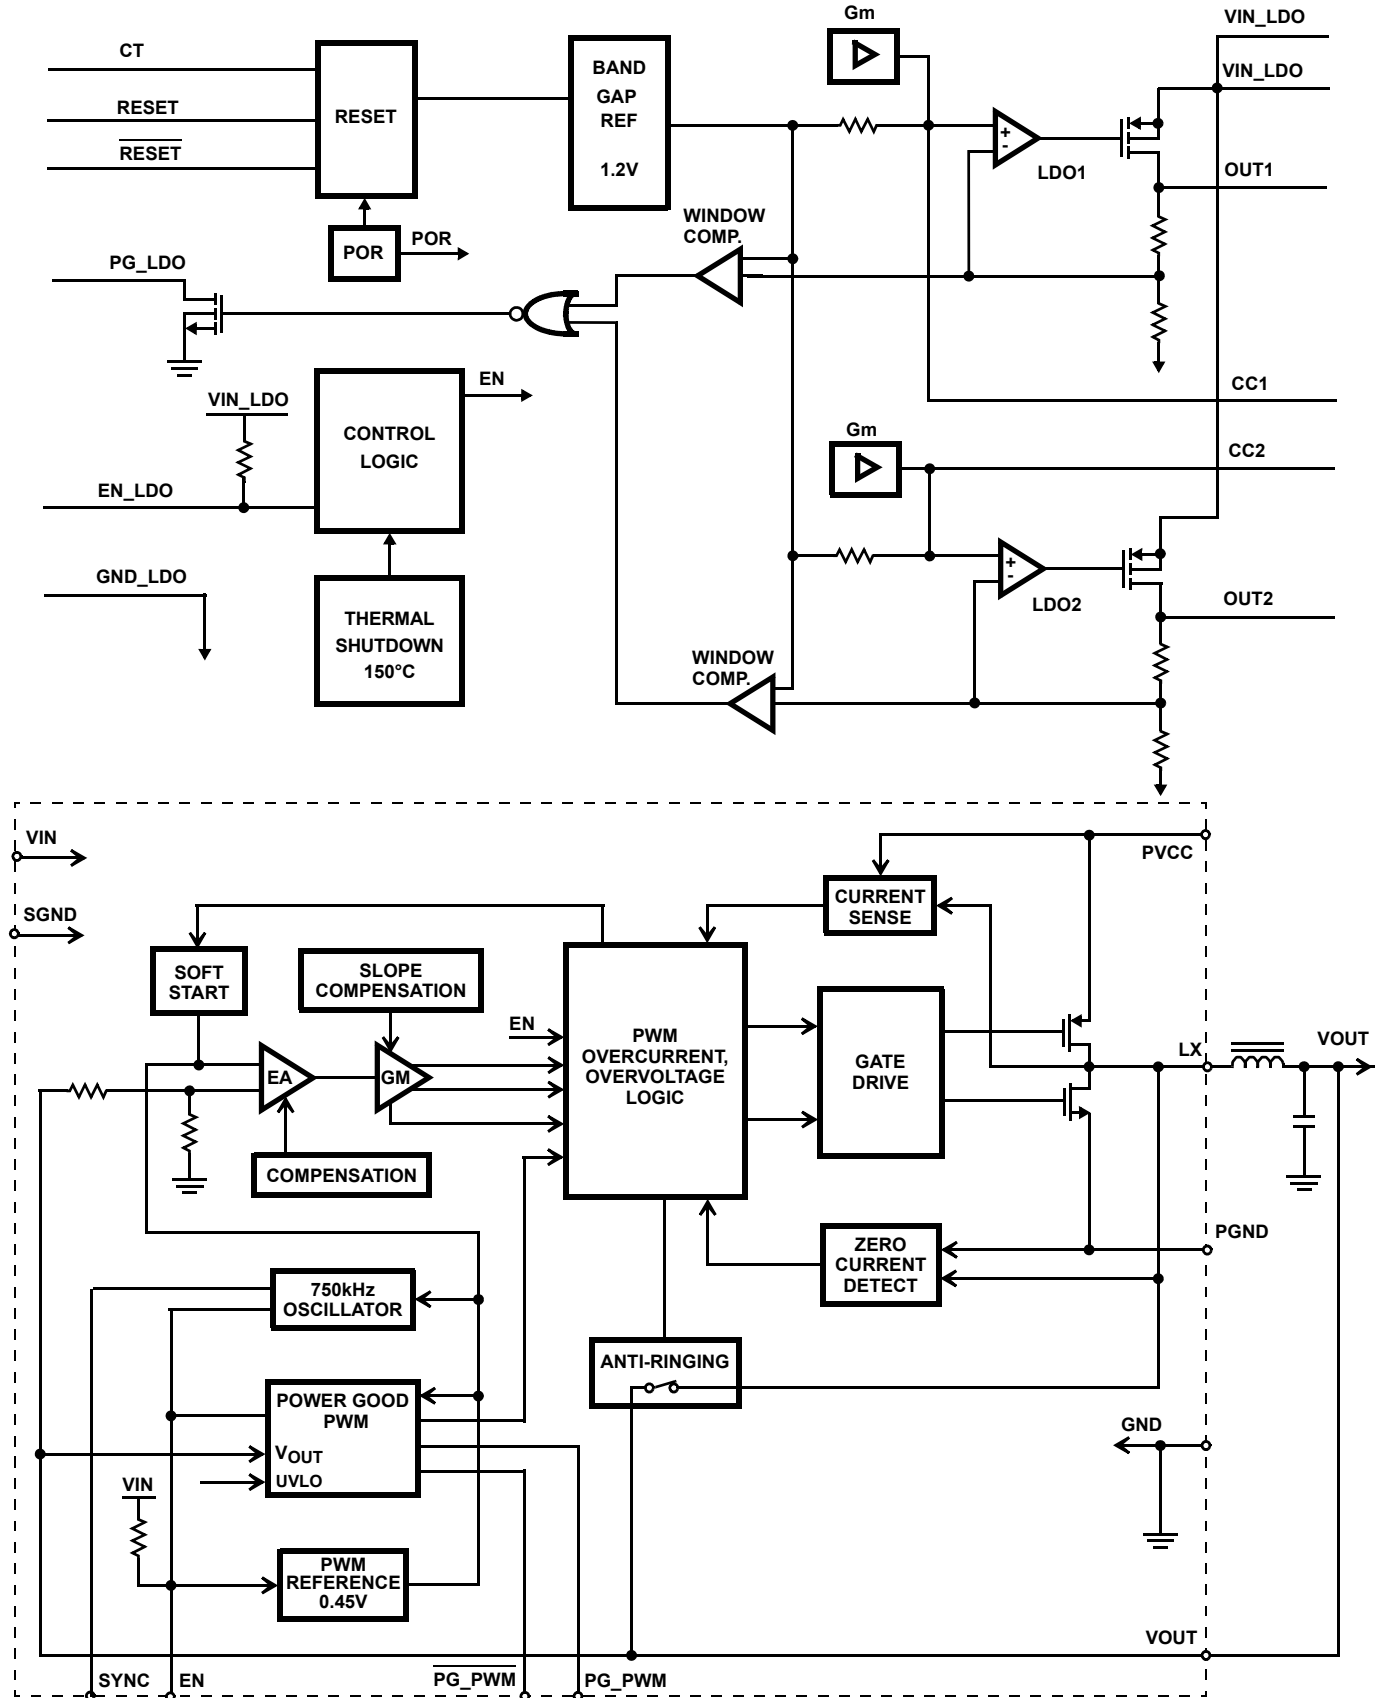 Gm
VIN_LDO
CT
BAND
GAP
REF
1.2V
VIN_LDO
RESET
RESET
RESET
+
-
LDO1
OUT1
WINDOW
COMP.
POR
POR
PG_LDO
EN
CC1
VIN_LDO
CONTROL
LOGIC
Gm
CC2
EN_LDO
GND_LDO
+
-
LDO2
OUT2
THERMAL
SHUTDOWN
150°C
WINDOW
COMP.
VIN
PVCC
SGND
CURRENT
SENSE
SOFT
START
SLOPE
COMPENSATION
EN
PWM
OVERCURRENT,
OVERVOLTAGE
LOGIC
GATE
DRIVE
LX
VOUT
EA
GM
COMPENSATION
PGND
ZERO
CURRENT
DETECT
750kHz
OSCILLATOR
ANTI-RINGING
POWER GOOD
PWM
VOUT
UVLO
GND
VIN
PWM
REFERENCE
0.45V
VOUT
SYNC
EN
PG_PWM
PG_PWM